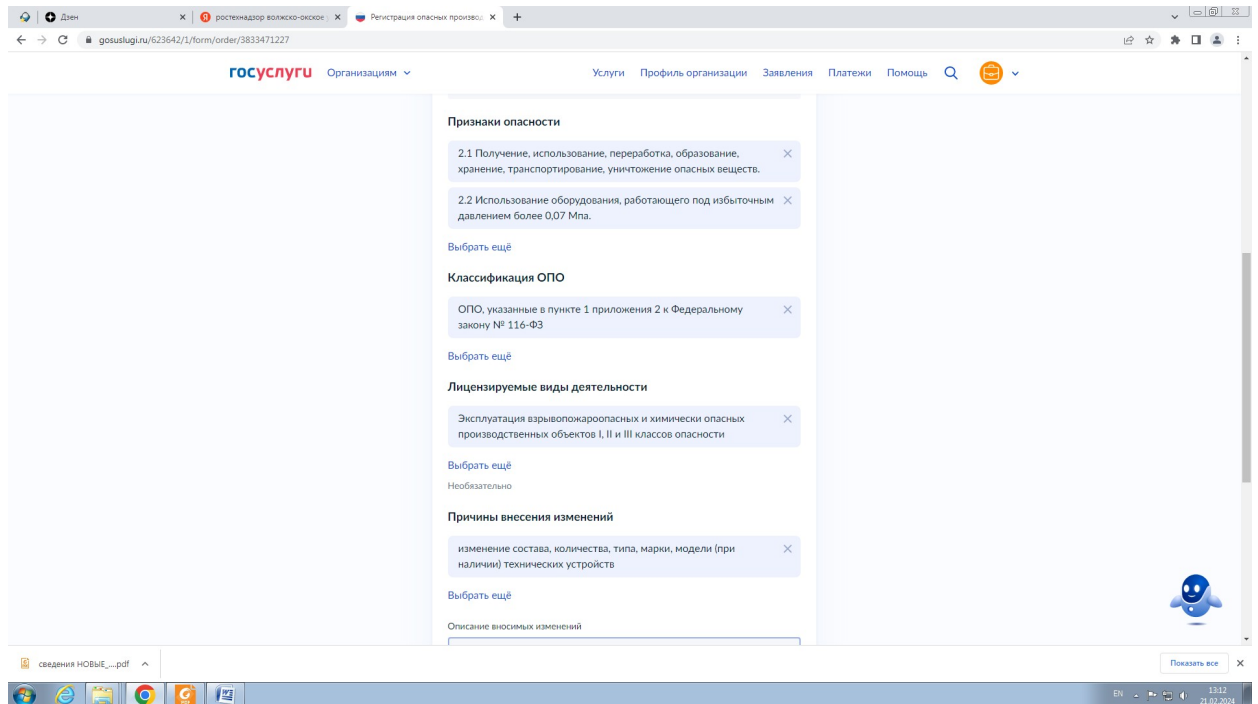 Дзен
ростехнадзор волжско-окское
Регистрация опасных произво
gosuslugi.ru/623642/1/form/order/3833471227
госуслуги Организациям Услуги Профиль организации Заявления Платежи Помощь
Признаки опасности
2.1 Получение, использование, переработка, образование,
хранение, транспортирование, уничтожение опасных веществ.
2.2 Использование оборудования, работающего под избыточным
давлением более 0,07 Мпа.
Выбрать ещё
Классификация ОПО
ОПО, указанные в пункте 1 приложения 2 к Федеральному
закону № 116-ФЗ
Выбрать ещё
Лицензируемые виды деятельности
Эксплуатация взрывопожароопасных и химически опасных
производственных объектов I, II и III классов опасности
Выбрать ещё
Необязательно
Причины внесения изменений
изменение состава, количества, типа, марки, модели (при
наличии) технических устройств
Выбрать ещё
Описание вносимых изменений
сведения НОВЫЕ_....pdf
Показать все
EN 13:12
21.02.2024